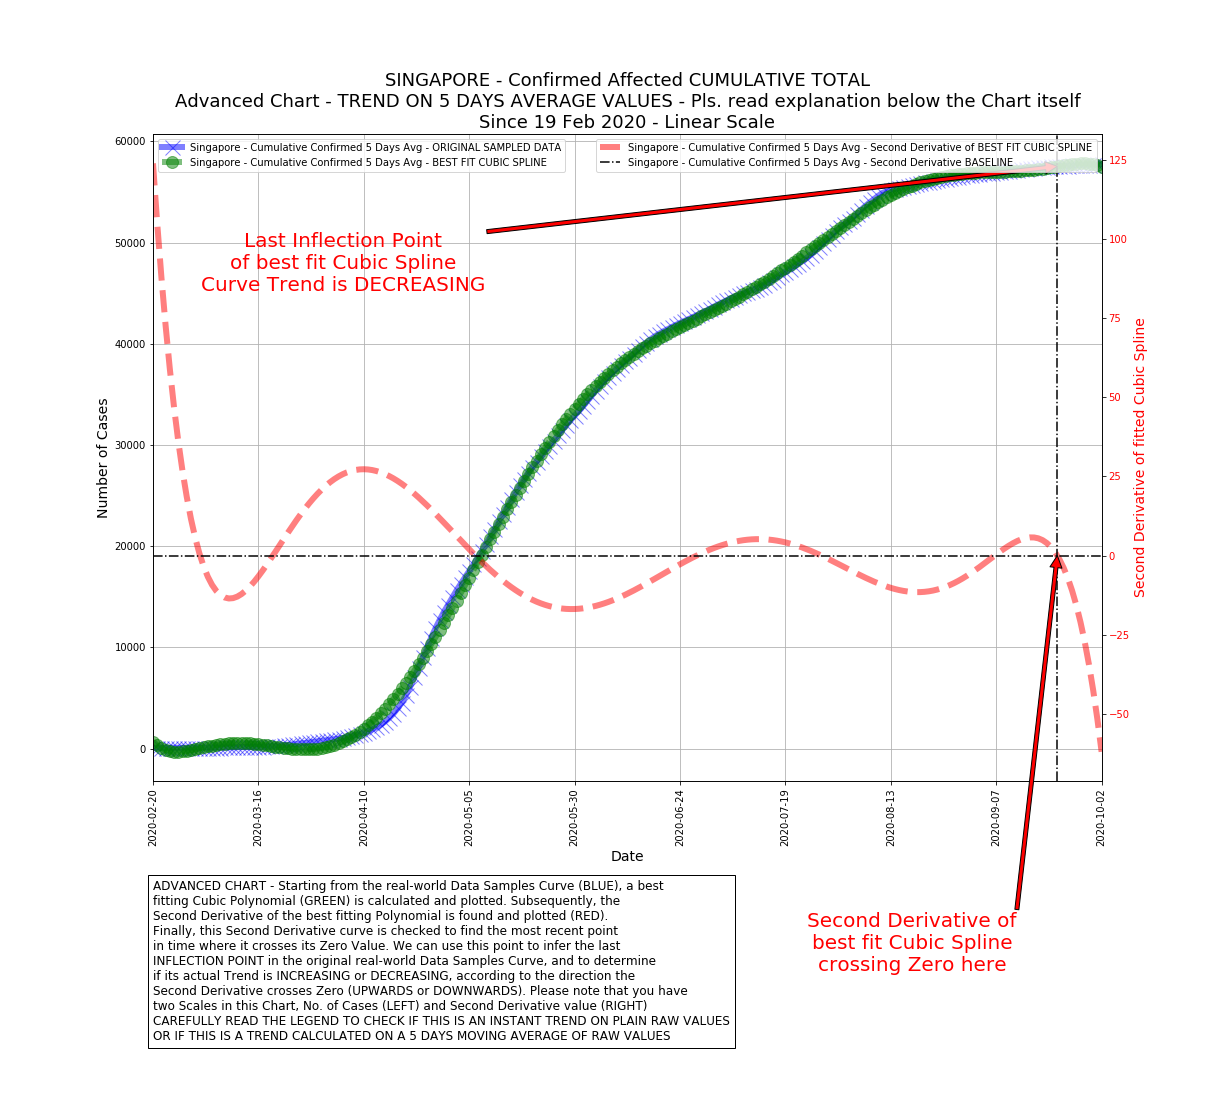 SINGAPORE - Confirmed Affected CUMULATIVE TOTAL
Advanced Chart - TREND ON 5 DAYS AVERAGE VALUES - Pls. read explanation below the Chart itself
Since 19 Feb 2020 - Linear Scale
Singapore - Cumulative Confirmed 5 Days Avg - ORIGINAL SAMPLED DATA
Singapore - Cumulative Confirmed 5 Days Avg - BEST FIT CUBIC SPLINE
Singapore - Cumulative Confirmed 5 Days Avg - Second Derivative of BEST FIT CUBIC SPLINE
Singapore - Cumulative Confirmed 5 Days Avg - Second Derivative BASELINE
60000
50000
40000
30000
20000
10000
0
Number of Cases
Last Inflection Point
of best fit Cubic Spline
Curve Trend is DECREASING
125
100
75
50
25
0
−25
−50
Second Derivative of fitted Cubic Spline
2020-02-20
2020-03-16
2020-04-10
2020-05-05
2020-05-30
2020-06-24
2020-07-19
2020-08-13
2020-09-07
2020-10-02
Date
Second Derivative of
best fit Cubic Spline
crossing Zero here
ADVANCED CHART - Starting from the real-world Data Samples Curve (BLUE), a best
fitting Cubic Polynomial (GREEN) is calculated and plotted. Subsequently, the
Second Derivative of the best fitting Polynomial is found and plotted (RED).
Finally, this Second Derivative curve is checked to find the most recent point
in time where it crosses its Zero Value. We can use this point to infer the last
INFLECTION POINT in the original real-world Data Samples Curve, and to determine
if its actual Trend is INCREASING or DECREASING, according to the direction the
Second Derivative crosses Zero (UPWARDS or DOWNWARDS). Please note that you have
two Scales in this Chart, No. of Cases (LEFT) and Second Derivative value (RIGHT)
CAREFULLY READ THE LEGEND TO CHECK IF THIS IS AN INSTANT TREND ON PLAIN RAW VALUES
OR IF THIS IS A TREND CALCULATED ON A 5 DAYS MOVING AVERAGE OF RAW VALUES